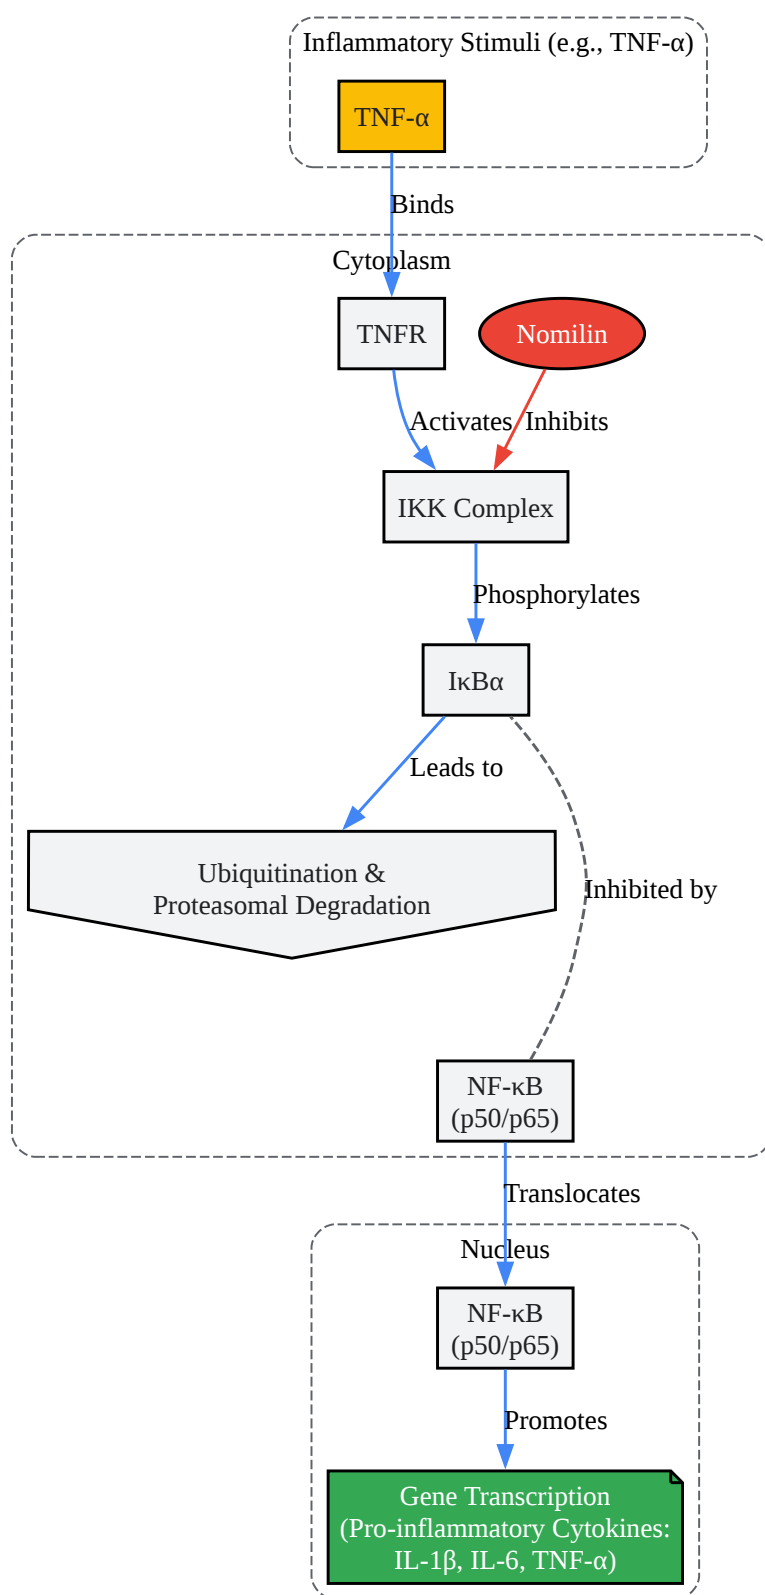 Inflammatory Stimuli (e.g., TNF-α)
TNF-α
Binds
Cytoplasm
TNFR
Nomilin
Activates
Inhibits
IKK Complex
Phosphorylates
IκBα
Leads to
Ubiquitination &
Proteasomal Degradation
Inhibited by
NF-κB
(p50/p65)
Translocates
Nucleus
NF-κB
(p50/p65)
Promotes
Gene Transcription
(Pro-inflammatory Cytokines:
IL-1β, IL-6, TNF-α)